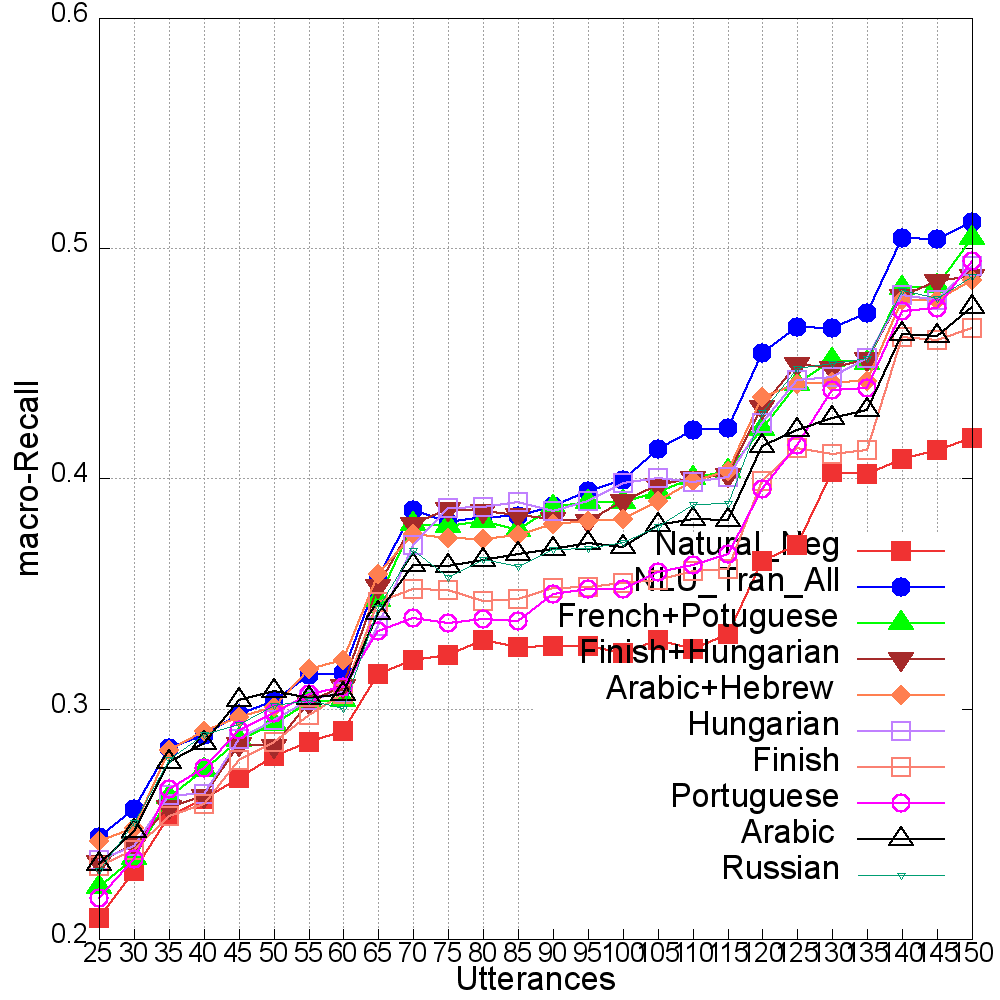 0.6
0.5
0.4
0.3
0.2
macro-Recall
Natural_Neg
NLU_Tran_All
French+Potuguese
Finish+Hungarian
Arabic+Hebrew
Hungarian
Finish
Portuguese
Arabic
Russian
25 30 35 40 45 50 55 60 65 70 75 80 85 90 95 100 105 110 115 120 125 130 135 140 145 150
Utterances